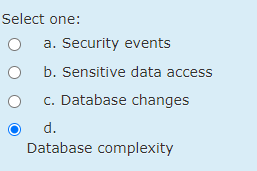 Select one:
a. Security events
b. Sensitive data access
c. Database changes
d.
Database complexity